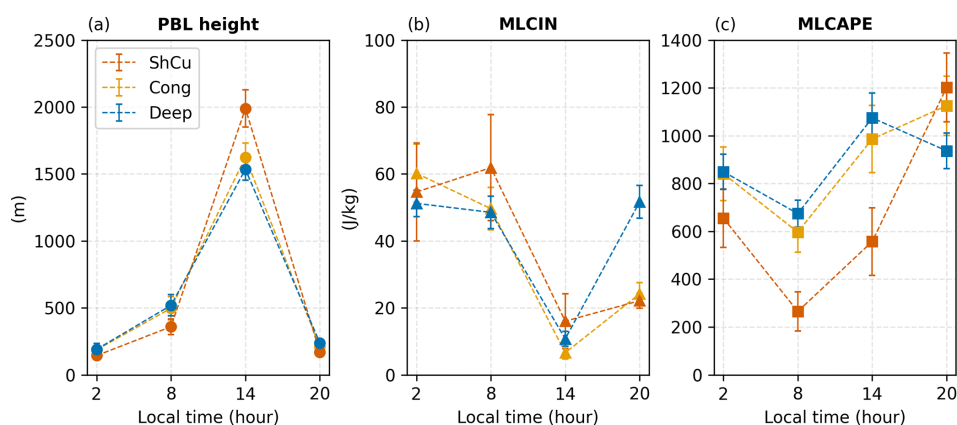 (a) PBL height
2500
2000
1500
1000
500
0
(m)
ShCu
Cong
Deep
2 8 14 20
Local time (hour)
(b) MLCIN
100
80
60
40
20
0
(J/kg)
2 8 14 20
Local time (hour)
(c) MLCAPE
1400
1200
1000
800
600
400
200
0
2 8 14 20
Local time (hour)